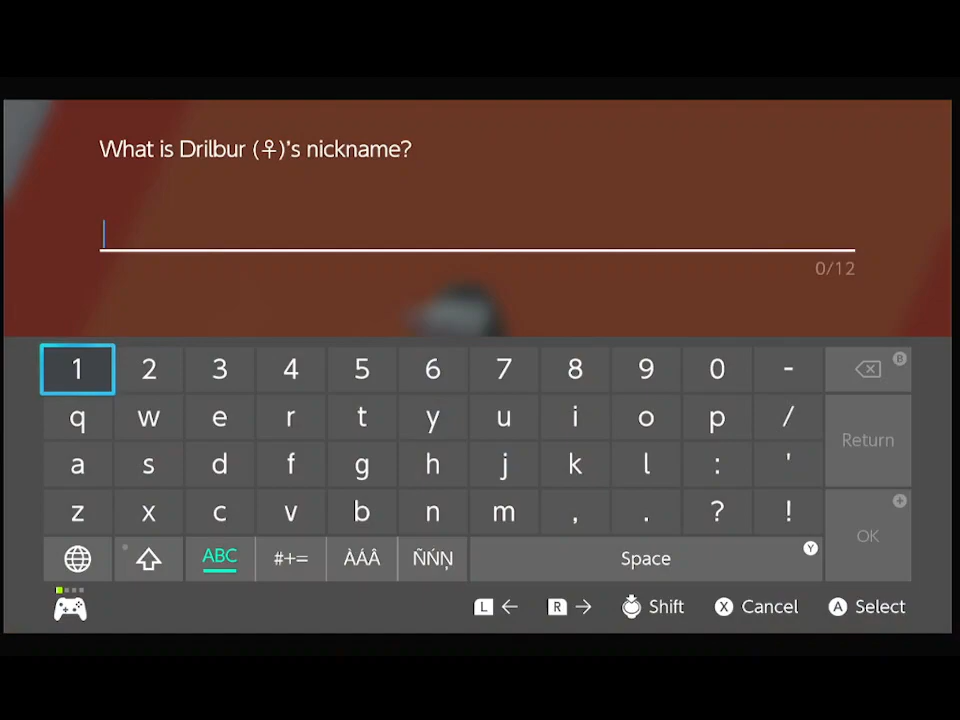 What is Drilbur (♀)'s nickname?
0/12
1 2 3 4 5 6 7 8 9 0 - B
q w e r t y u i o p / Return
a s d f g h j k l : '
z x c v b n m , . ? ! +
ABC #+= ÀÁÂ ÑŃŅ Space Y OK
L ← R → Shift X Cancel A Select